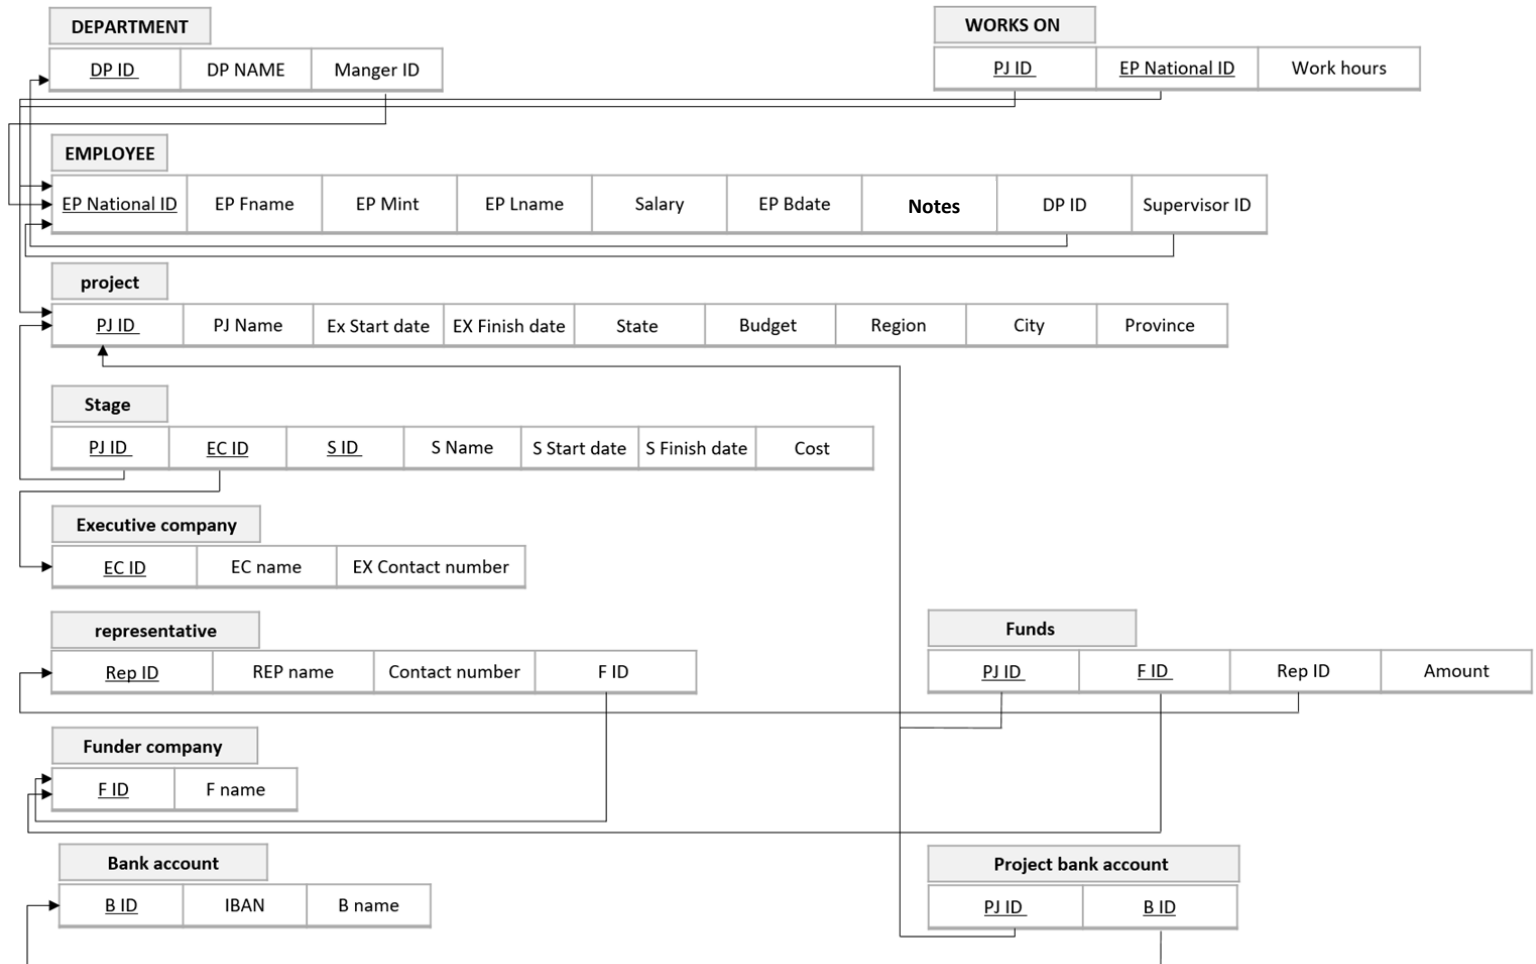 DEPARTMENT
DP ID DP NAME Manger ID
WORKS ON
PJ ID EP National ID Work hours
EMPLOYEE
EP National ID EP Fname EP Mint EP Lname Salary EP Bdate Notes DP ID Supervisor ID
project
PJ ID PJ Name Ex Start date EX Finish date State Budget Region City Province
Stage
PJ ID EC ID S ID S Name S Start date S Finish date Cost
Executive company
EC ID EC name EX Contact number
representative
Rep ID REP name Contact number F ID
Funds
PJ ID F ID Rep ID Amount
Funder company
F ID F name
Bank account
B ID IBAN B name
Project bank account
PJ ID B ID